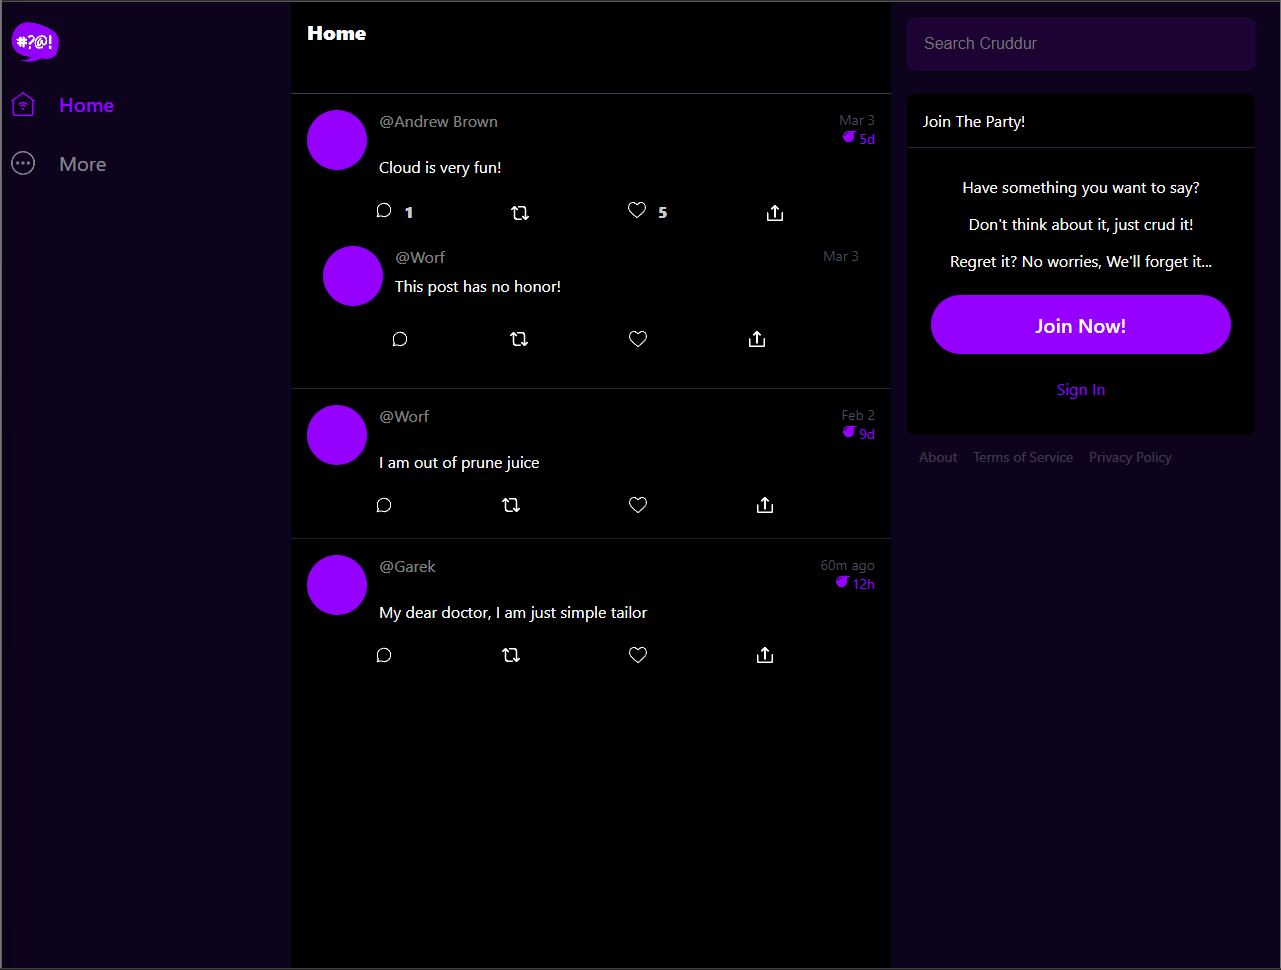 #?@!
Home
More
Home
@Andrew Brown
Mar 3
5d
Cloud is very fun!
1
5
@Worf
Mar 3
This post has no honor!
@Worf
Feb 2
9d
I am out of prune juice
@Garek
60m ago
12h
My dear doctor, I am just simple tailor
Search Cruddur
Join The Party!
Have something you want to say?
Don't think about it, just crud it!
Regret it? No worries, We'll forget it...
Join Now!
Sign In
About Terms of Service Privacy Policy